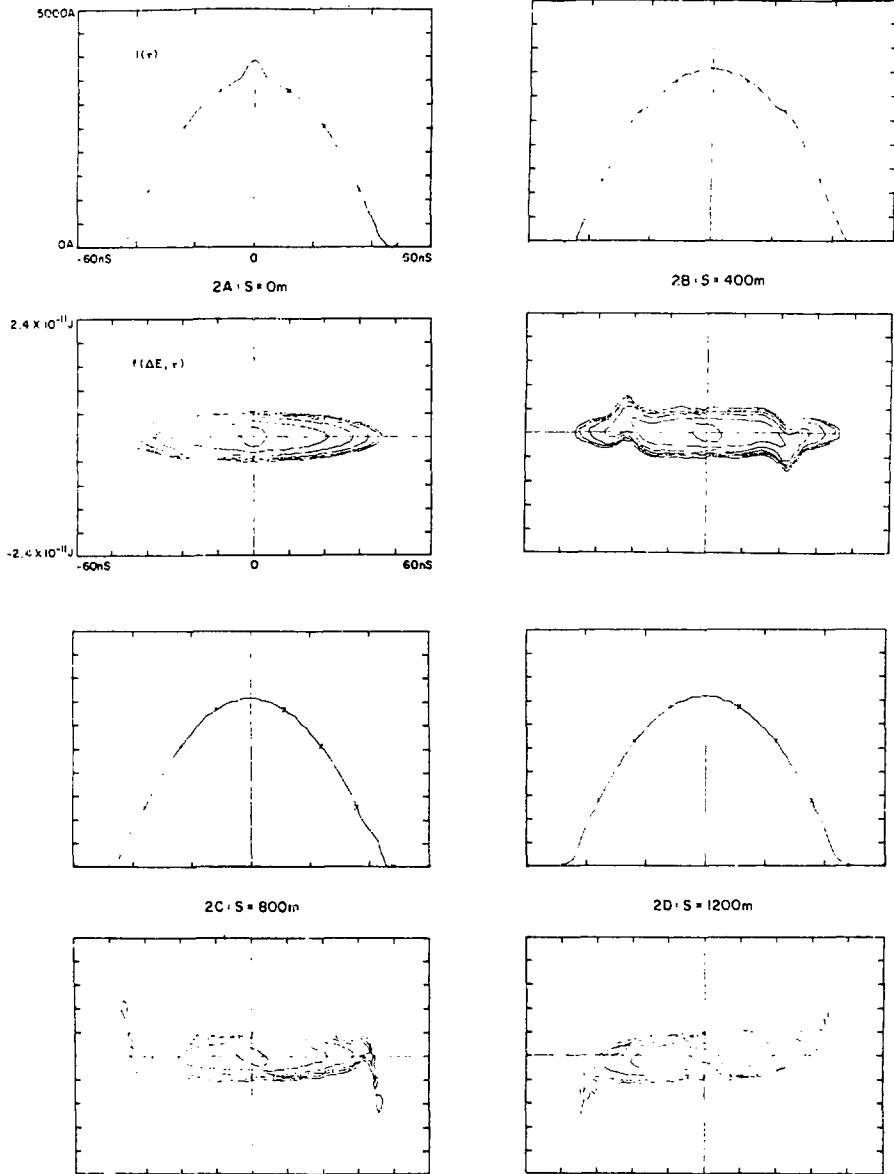 5000A
I(τ)
0A
-60nS 0 50nS
2A: S = 0m
2B: S = 400m
2.4 X 10⁻¹¹J
f(ΔE, τ)
-2.4 X 10⁻¹¹J
-60nS 0 60nS
2C: S = 800m
2D: S = 1200m